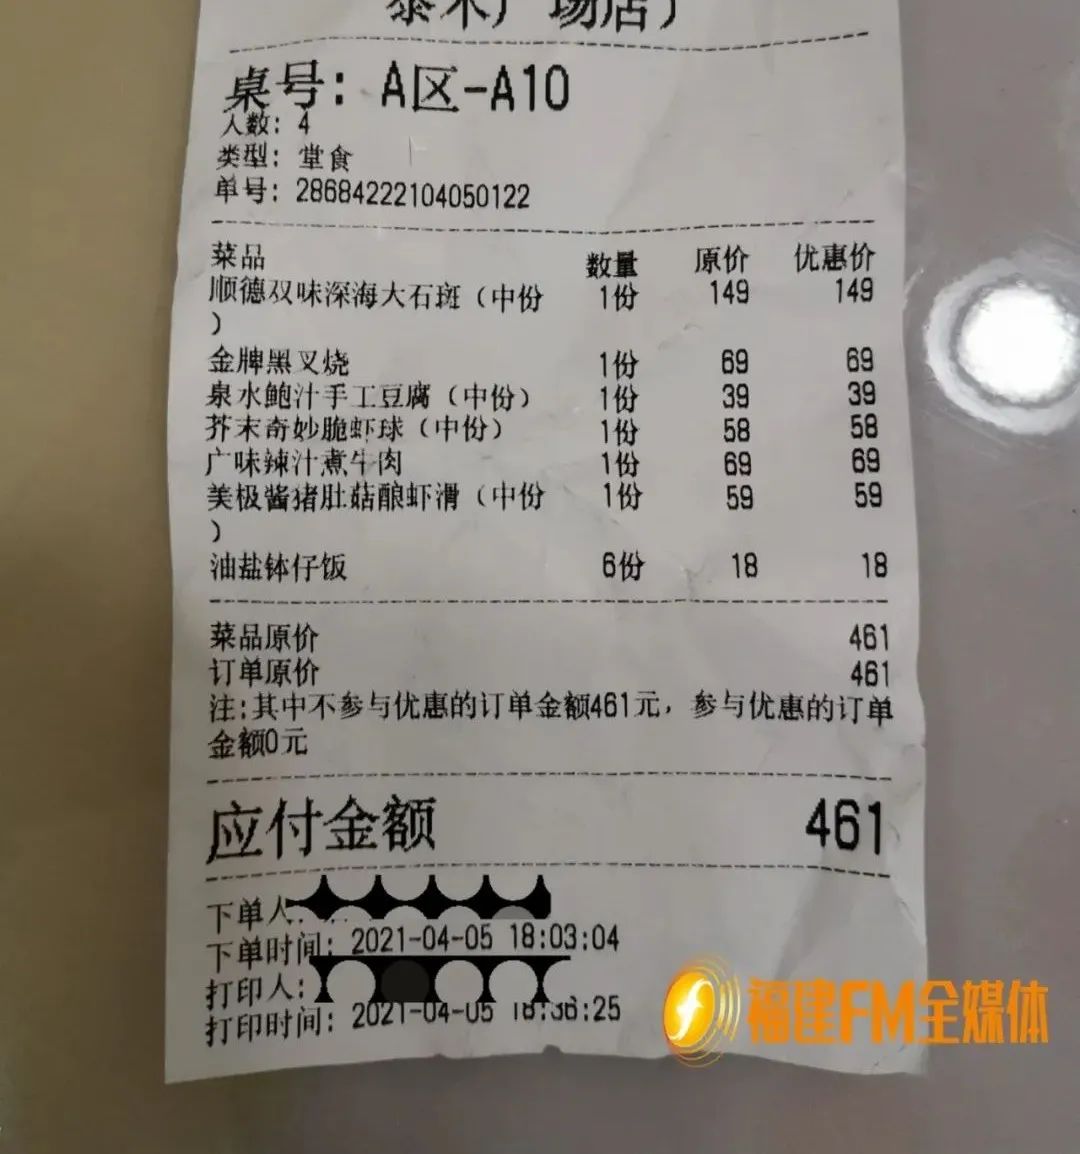 泰禾广场店）
桌号：A区-A10
人数：4
类型：堂食
单号：28684222104050122
菜品 数量 原价 优惠价
顺德双味深海大石斑（中份 1份 149 149
）
金牌黑叉烧 1份 69 69
泉水鲍汁手工豆腐（中份） 1份 39 39
芥末奇妙脆虾球（中份） 1份 58 58
广味辣汁煮牛肉 1份 69 69
美极酱猪肚菇酿虾滑（中份 1份 59 59
）
油盐钵仔饭 6份 18 18
菜品原价 461
订单原价 461
注:其中不参与优惠的订单金额461元，参与优惠的订单
金额0元
应付金额 461
下单人:
下单时间：2021-04-05 18:03:04
打印人:
打印时间：2021-04-05 18:36:25
福建FM全媒体